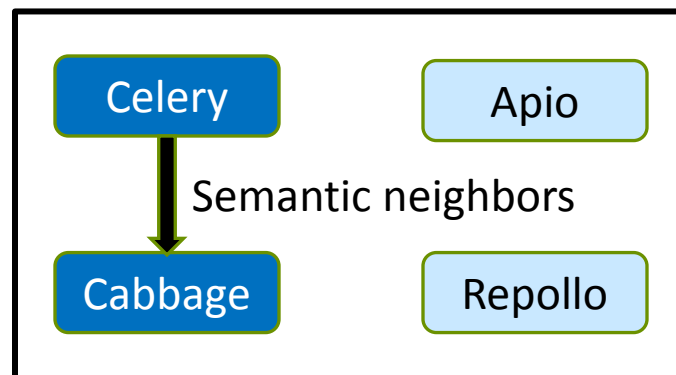 Celery
Apio
Semantic neighbors
Cabbage
Repollo